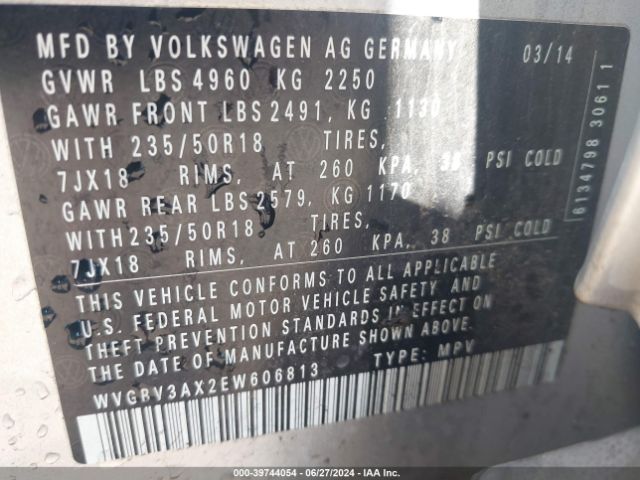 MFD BY VOLKSWAGEN AG GERMANY 03/14
GVWR LBS 4960 KG 2250
GAWR FRONT LBS 2491, KG 1130
WITH 235/50R18 TIRES,
7JX18 RIMS, AT 260 KPA, 38 PSI COLD
GAWR REAR LBS 2579, KG 1170
WITH 235/50R18 TIRES,
7JX18 RIMS, AT 260 KPA, 38 PSI COLD
6134798 3061 1
THIS VEHICLE CONFORMS TO ALL APPLICABLE
U.S. FEDERAL MOTOR VEHICLE SAFETY AND
THEFT PREVENTION STANDARDS IN EFFECT ON
THE DATE OF MANUFACTURE SHOWN ABOVE.
WVGBV3AX2EW606813 TYPE: MPV
000-39744054 - 06/27/2024 - IAA Inc.